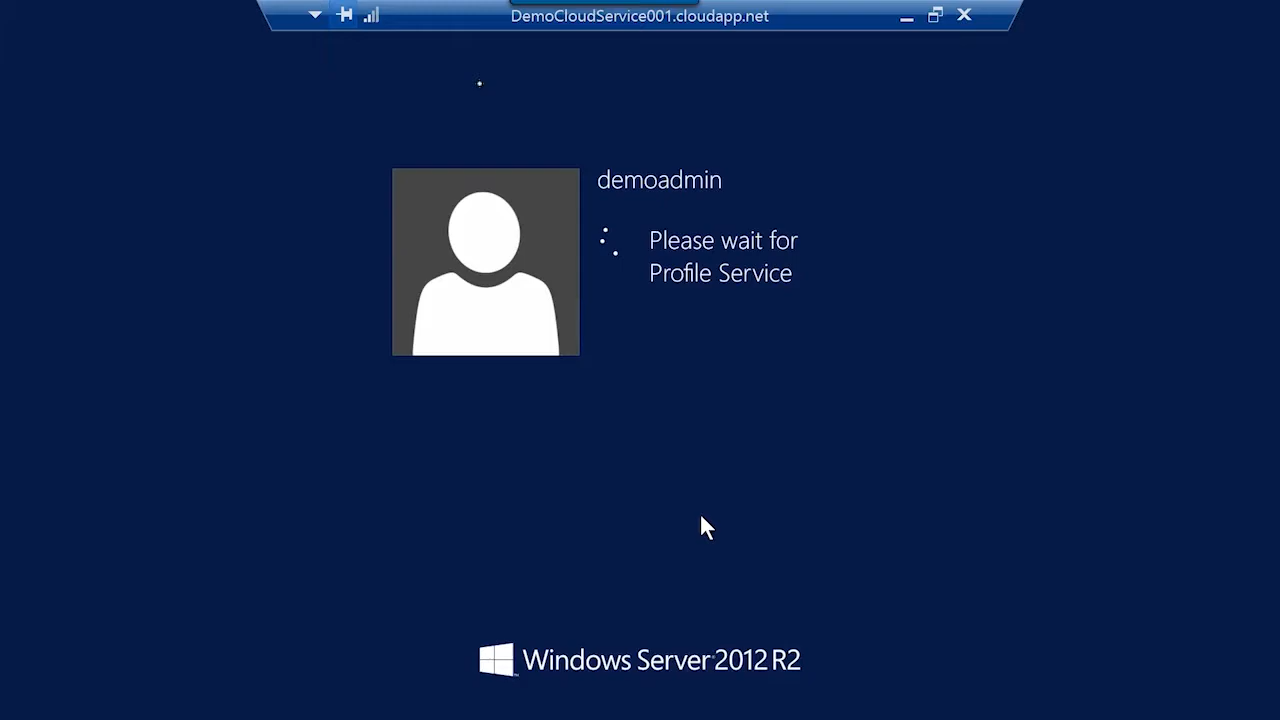 DemoCloudService001.cloudapp.net
demoadmin
Please wait for
Profile Service
Windows Server 2012 R2